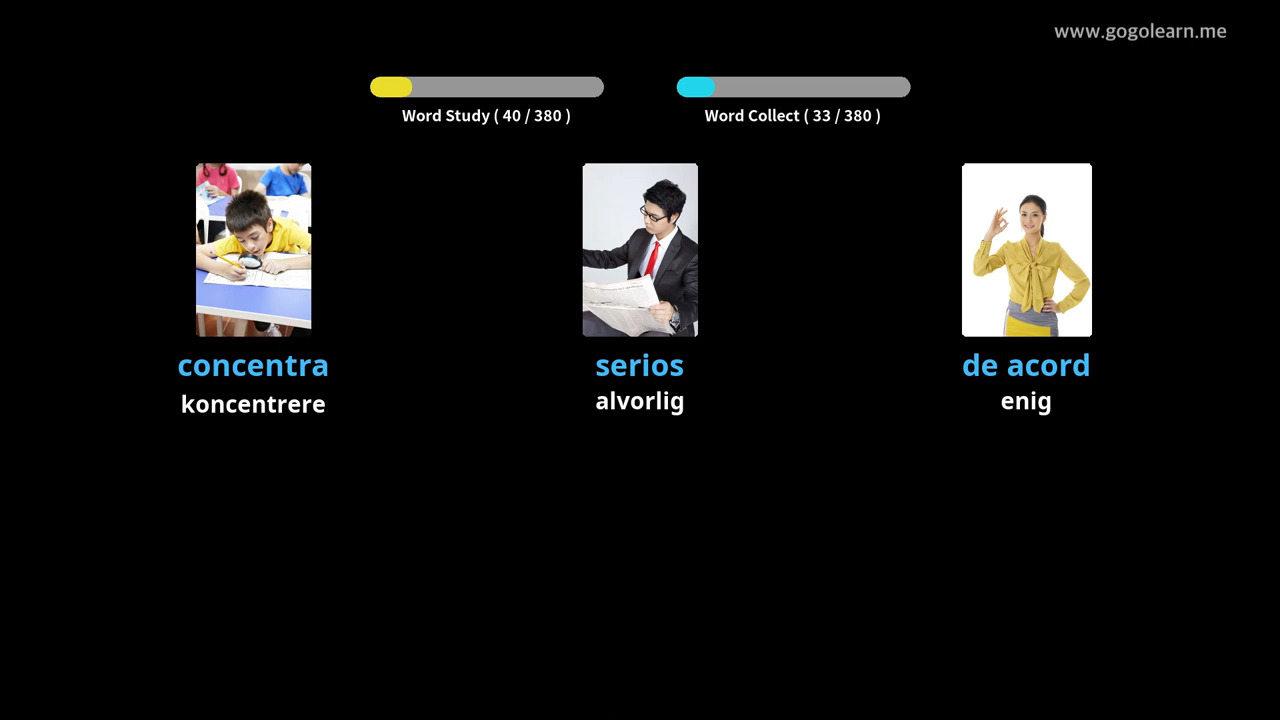 www.gogolearn.me
Word Study ( 40 / 380 )
Word Collect ( 33 / 380 )
concentra
koncentrere
serios
alvorlig
de acord
enig